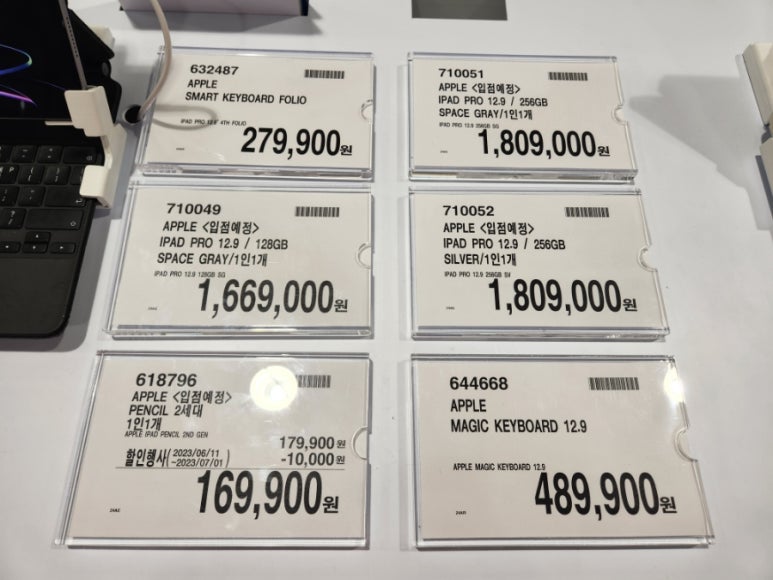 632487
APPLE
SMART KEYBOARD FOLIO
IPAD PRO 12.9" 4TH FOLIO
279,900원
710051
APPLE <입점예정>
IPAD PRO 12.9 / 256GB
SPACE GRAY/1인1개
IPAD PRO 12.9 256GB SG
1,809,000원
710049
APPLE <입점예정>
IPAD PRO 12.9 / 128GB
SPACE GRAY/1인1개
IPAD PRO 12.9 128GB SG
1,669,000원
710052
APPLE <입점예정>
IPAD PRO 12.9 / 256GB
SILVER/1인1개
IPAD PRO 12.9 256GB SV
1,809,000원
618796
APPLE <입점예정>
PENCIL 2세대
1인1개
APPLE IPAD PENCIL 2ND GEN
179,900원
할인행사(2023/06/11 ~2023/07/01) -10,000원
169,900원
644668
APPLE
MAGIC KEYBOARD 12.9
APPLE MAGIC KEYBOARD 12.9
489,900원